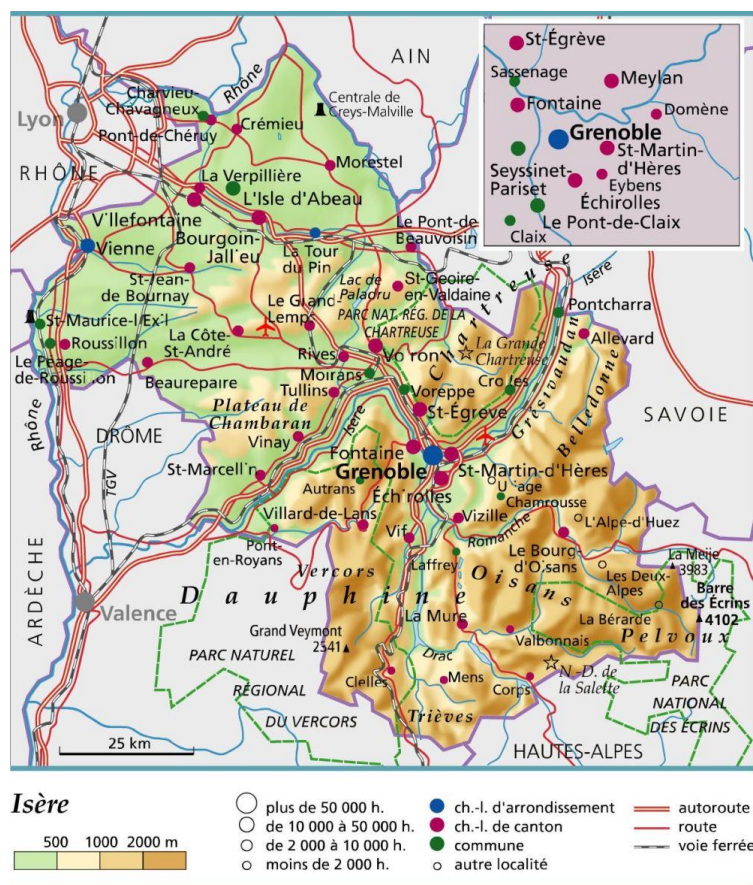 AIN
Rhône
St-Égrève
Sassenage
Meylan
Fontaine
Domène
Grenoble
St-Martin-
d'Hères
Seyssinet-
Pariset
Eybens
Échirolles
Le Pont-de-Claix
Claix
Charvieu-
Chavagneux
Centrale de
Creys-Malville
Lyon
Pont-de-Chéruy
Crémieu
RHÔNE
Morestel
La Verpillière
L'Isle d'Abeau
V'llefontaine
Vienne
Bourgoin-
Jall'eu
La Tour
du Pin
Le Pont-de-
Beauvoisin
Isère
St-Jean-
de Bournay
Lac de
Paladru
St-Geoire-
en-Valdaine
Chartreuse
Pontcharra
Le Grand-
Lemps
PARC NAT. RÉG. DE LA
CHARTREUSE
St-Maurice-l'Exil
Roussillon
La Côte-
St-André
La Grande
Chartreuse
Allevard
Le Péage-
de-Roussillon
Rives
Voiron
Beaurepaire
Moirans
Crolles
Grésivaudan
Belledonne
Tullins
Voreppe
St-Égrève
Plateau de
Chambaran
Isère
SAVOIE
Rhône
DRÔME
Vinay
Fontaine
Grenoble
St-Martin-d'Hères
TGV
St-Marcellin
Autrans
Échirolles
Uriage
Chamrousse
Villard-de-Lans
Vif
Vizille
L'Alpe-d'Huez
Romanche
Pont-
en-Royans
Vercors
Le Bourg-
d'Oisans
La Meije
3983
Laffrey
Oisans
Les Deux-
Alpes
Barre
des Écrins
4102
ARDÈCHE
Valence
Dauphiné
La Mure
La Bérarde
Pelvoux
Grand Veymont
2541
Valbonnais
Drac
PARC NATUREL
RÉGIONAL
DU VERCORS
Clelles
Mens
Corps
N.-D. de
la Salette
PARC
NATIONAL
DES ÉCRINS
Trièves
25 km
HAUTES-ALPES
Isère
500 1000 2000 m
plus de 50 000 h.
de 10 000 à 50 000 h.
de 2 000 à 10 000 h.
moins de 2 000 h.
ch.-l. d'arrondissement
ch.-l. de canton
commune
autre localité
autoroute
route
voie ferrée